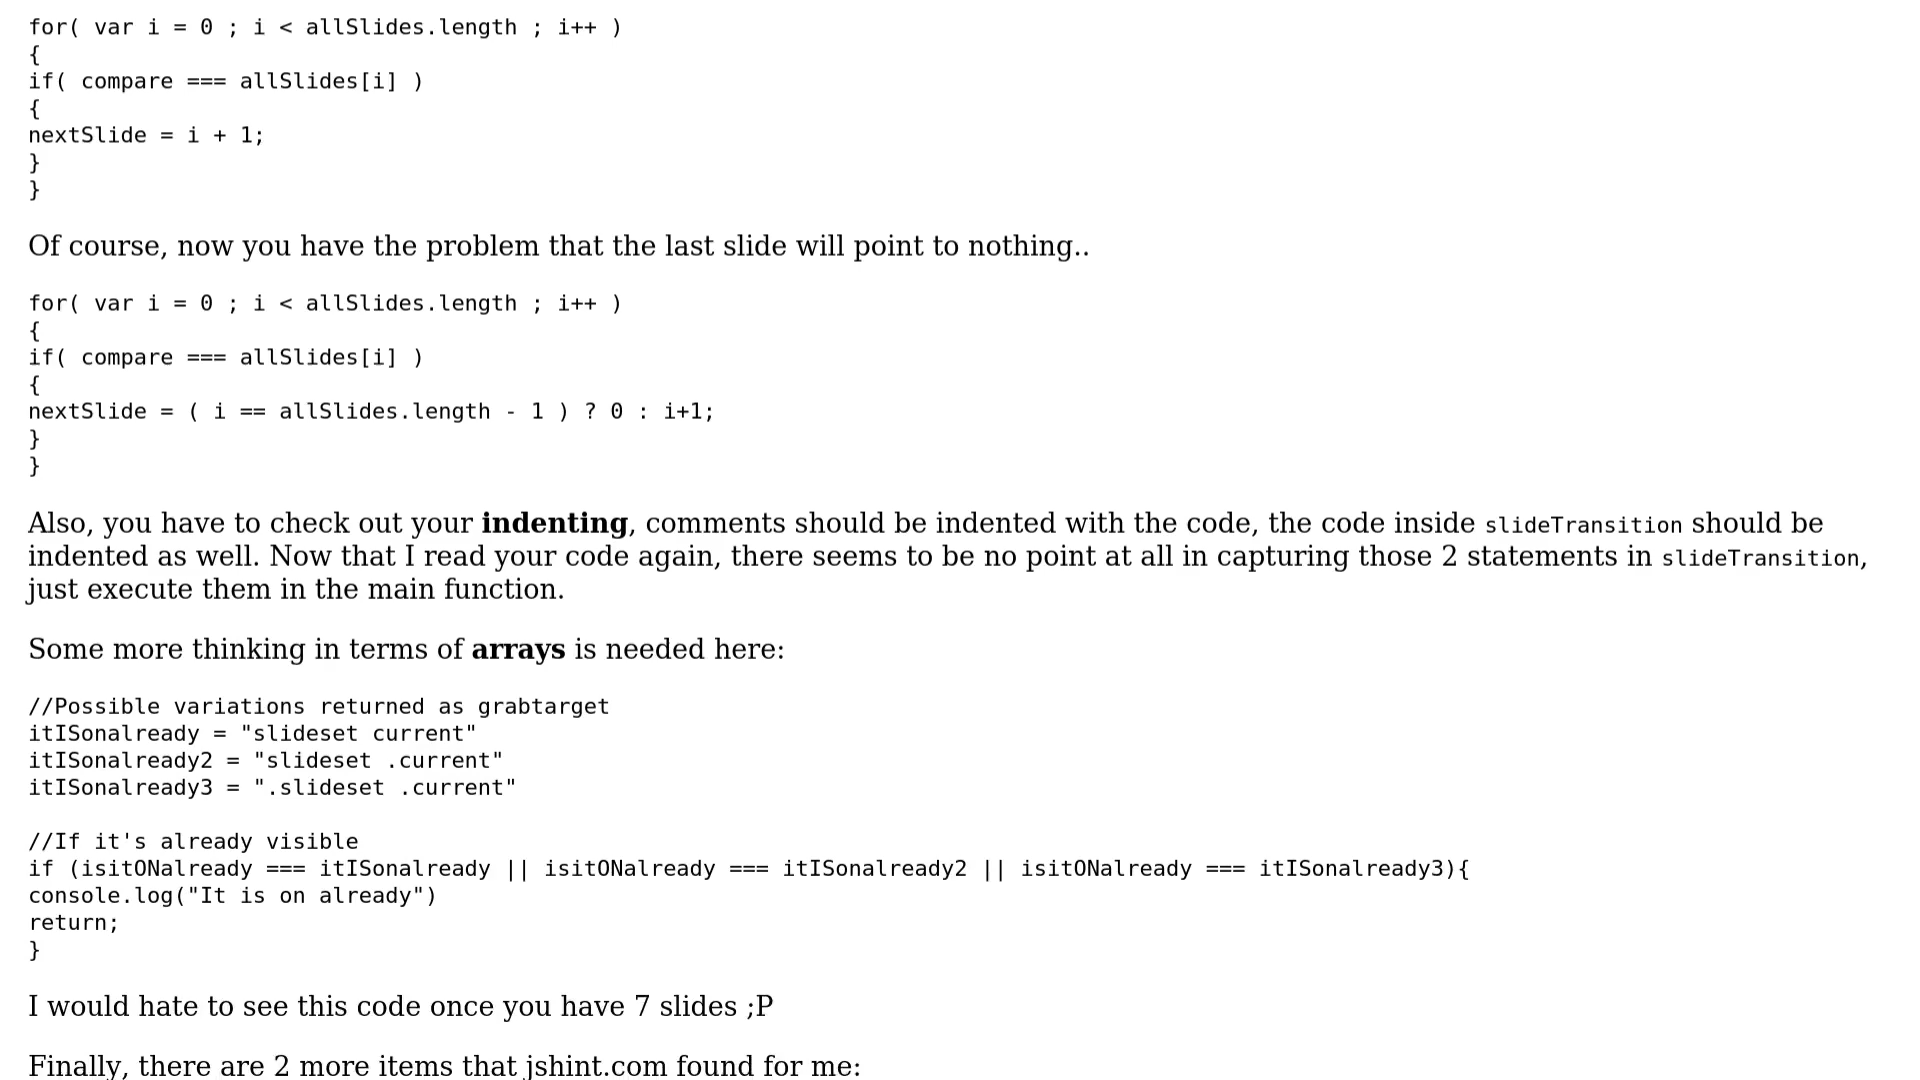 for( var i = 0 ; i < allSlides.length ; i++ )
{
if( compare === allSlides[i] )
{
nextSlide = i + 1;
}
}
Of course, now you have the problem that the last slide will point to nothing..
for( var i = 0 ; i < allSlides.length ; i++ )
{
if( compare === allSlides[i] )
{
nextSlide = ( i == allSlides.length - 1 ) ? 0 : i+1;
}
}
Also, you have to check out your indenting, comments should be indented with the code, the code inside slideTransition should be
indented as well. Now that I read your code again, there seems to be no point at all in capturing those 2 statements in slideTransition,
just execute them in the main function.
Some more thinking in terms of arrays is needed here:
//Possible variations returned as grabtarget
itISonalready = "slideset current"
itISonalready2 = "slideset .current"
itISonalready3 = ".slideset .current"
//If it's already visible
if (isitONalready === itISonalready || isitONalready === itISonalready2 || isitONalready === itISonalready3){
console.log("It is on already")
return;
}
I would hate to see this code once you have 7 slides ;P
Finally, there are 2 more items that jshint.com found for me: